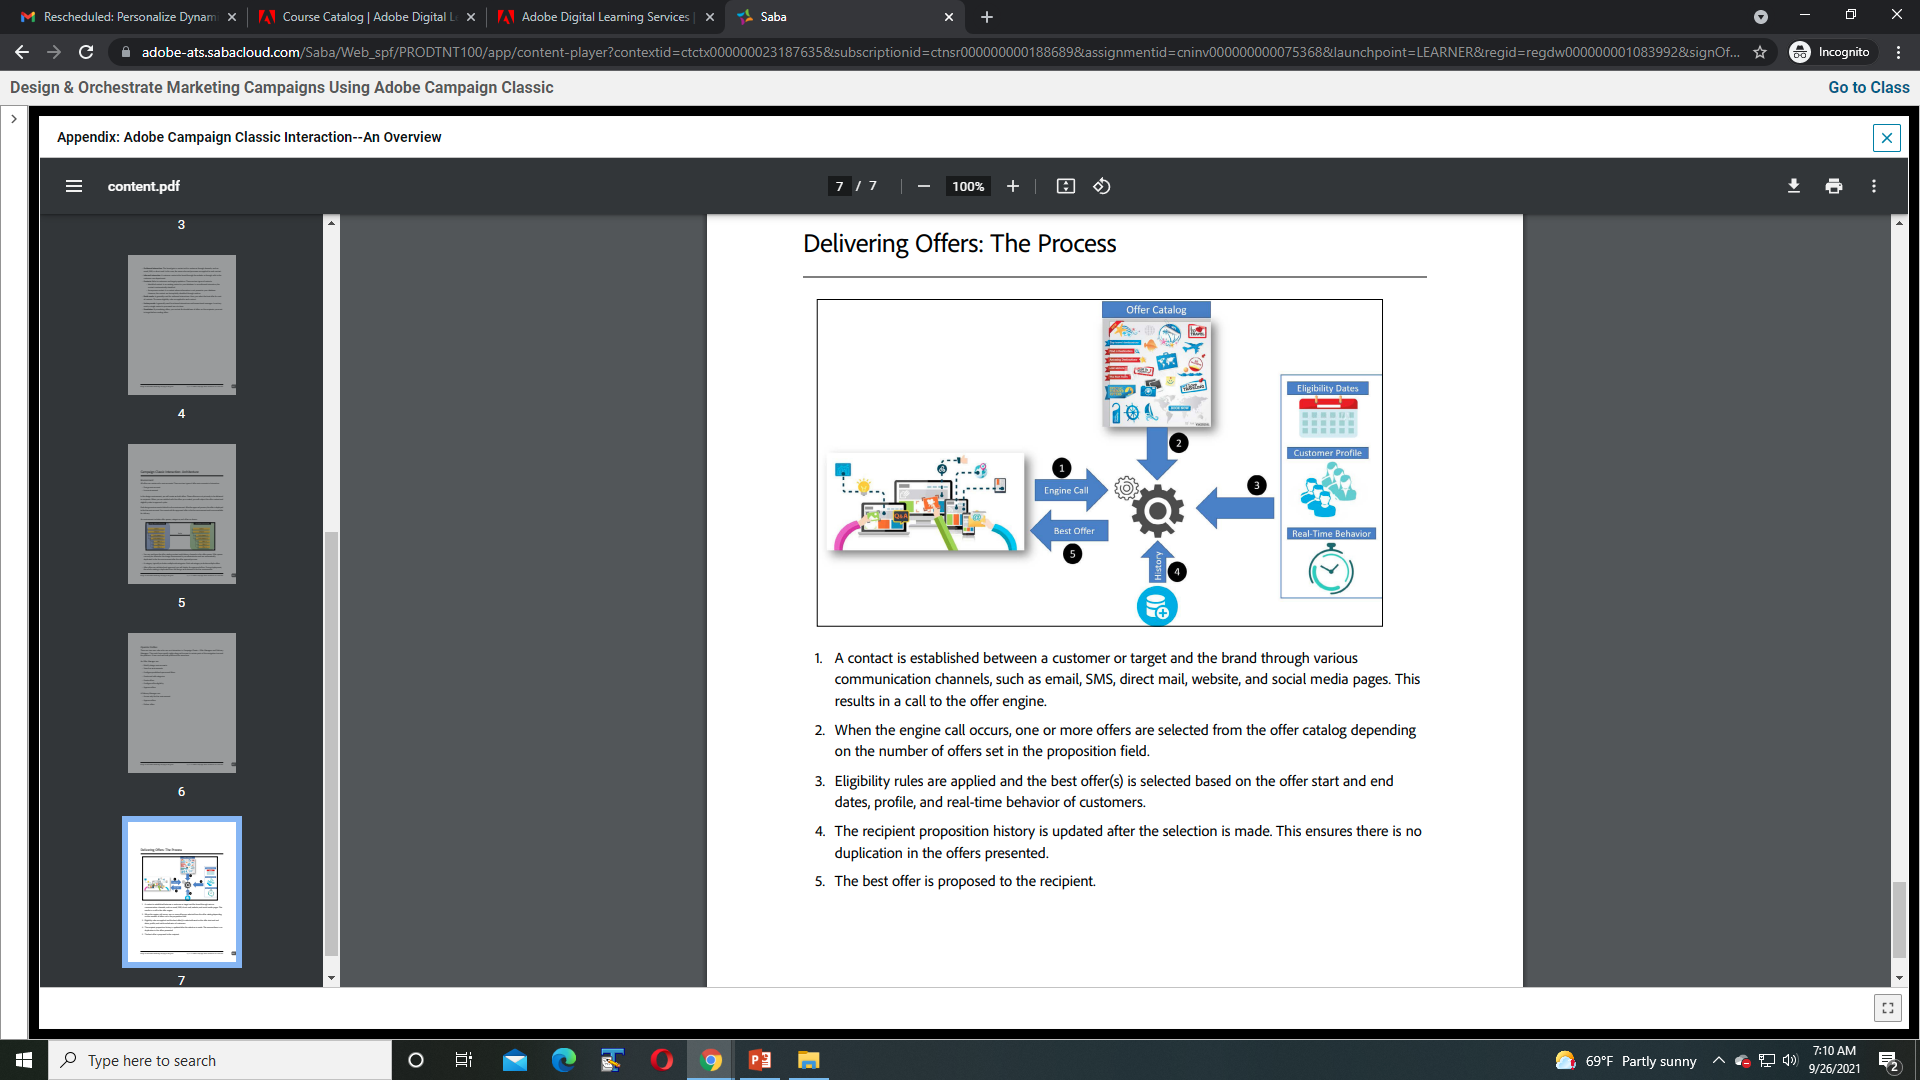 Rescheduled: Personalize Dynam
Course Catalog | Adobe Digital L
Adobe Digital Learning Services |
Saba
adobe-ats.sabacloud.com/Saba/Web_spf/PRODTNT100/app/content-player?contextid=ctctx000000023187635&subscriptionid=ctnsr0000000000188689&assignmentid=cninv000000000075368&launchpoint=LEARNER&regid=regdw000000001083992&signOf...
Incognito
Design & Orchestrate Marketing Campaigns Using Adobe Campaign Classic
Go to Class
Appendix: Adobe Campaign Classic Interaction--An Overview
content.pdf
7 / 7
100%
3
4
5
6
7
Delivering Offers: The Process
Offer Catalog
Eligibility Dates
Customer Profile
Real-Time Behavior
1
Engine Call
2
3
Best Offer
5
History
4
Q&A
1. A contact is established between a customer or target and the brand through various
communication channels, such as email, SMS, direct mail, website, and social media pages. This
results in a call to the offer engine.
2. When the engine call occurs, one or more offers are selected from the offer catalog depending
on the number of offers set in the proposition field.
3. Eligibility rules are applied and the best offer(s) is selected based on the offer start and end
dates, profile, and real-time behavior of customers.
4. The recipient proposition history is updated after the selection is made. This ensures there is no
duplication in the offers presented.
5. The best offer is proposed to the recipient.
Type here to search
69°F Partly sunny
7:10 AM
9/26/2021
2